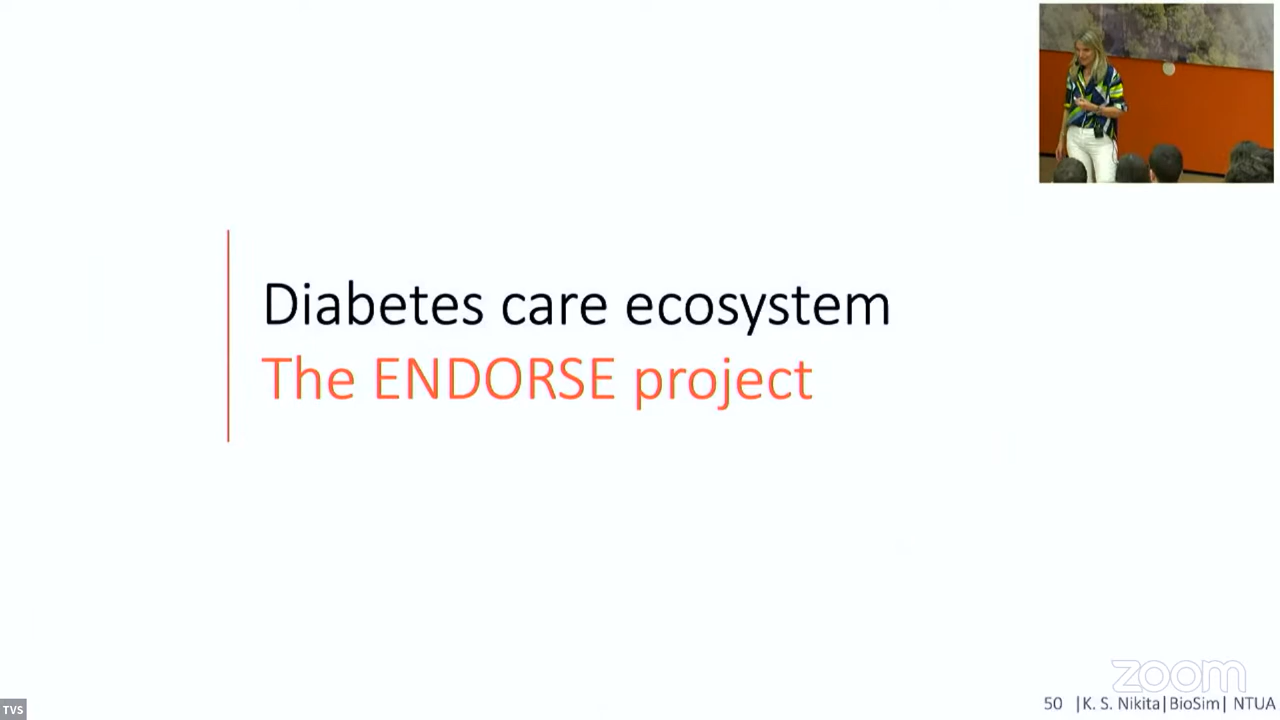 Diabetes care ecosystem
The ENDORSE project
zoom
50 |K. S. Nikita|BioSim| NTUA
TVS